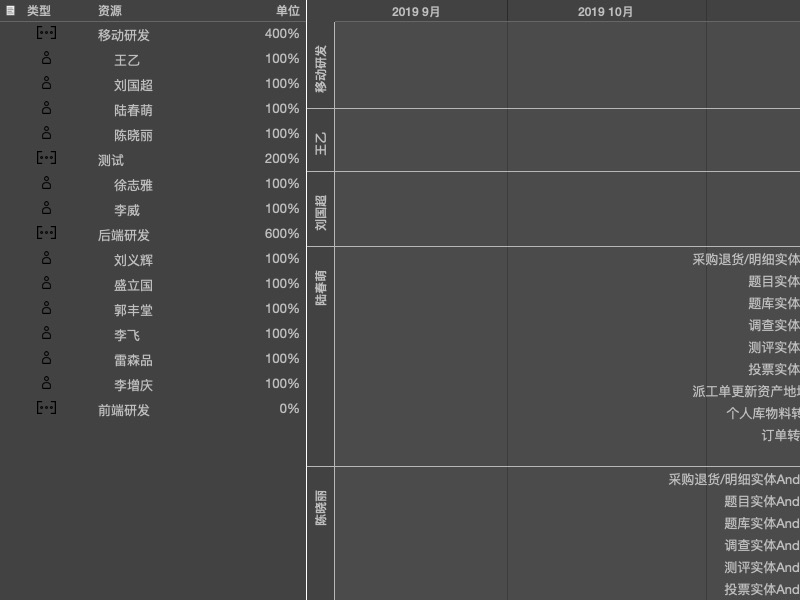 类型 资源 单位
移动研发 400%
王乙 100%
刘国超 100%
陆春萌 100%
陈晓丽 100%
测试 200%
徐志雅 100%
李威 100%
后端研发 600%
刘义辉 100%
盛立国 100%
郭丰堂 100%
李飞 100%
雷森品 100%
李增庆 100%
前端研发 0%
2019 9月 2019 10月
移动研发
王乙
刘国超
陆春萌
采购退货/明细实体
题目实体
题库实体
调查实体
测评实体
投票实体
派工单更新资产地
个人库物料转
订单转
陈晓丽
采购退货/明细实体And
题目实体And
题库实体And
调查实体And
测评实体And
投票实体And